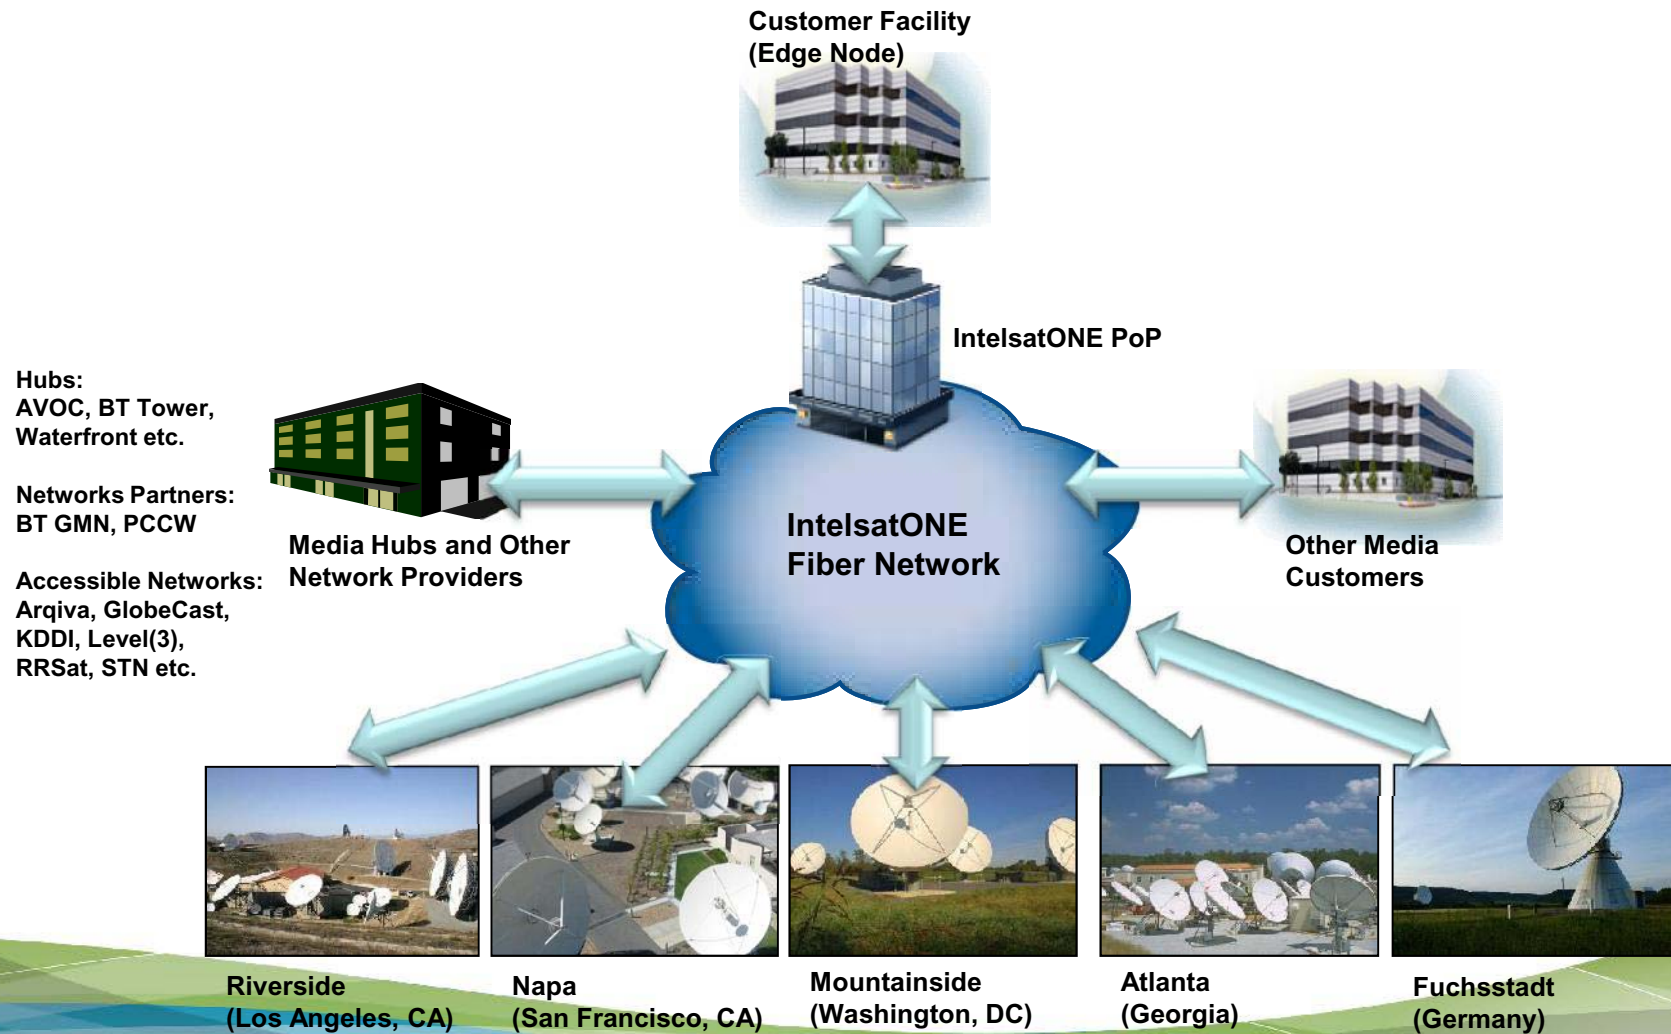 Customer Facility
(Edge Node)
IntelsatONE PoP
Hubs:
AVOC, BT Tower,
Waterfront etc.
Networks Partners:
BT GMN, PCCW
Accessible Networks:
Arqiva, GlobeCast,
KDDI, Level(3),
RRSat, STN etc.
Media Hubs and Other
Network Providers
IntelsatONE
Fiber Network
Other Media
Customers
Riverside
(Los Angeles, CA)
Napa
(San Francisco, CA)
Mountainside
(Washington, DC)
Atlanta
(Georgia)
Fuchsstadt
(Germany)